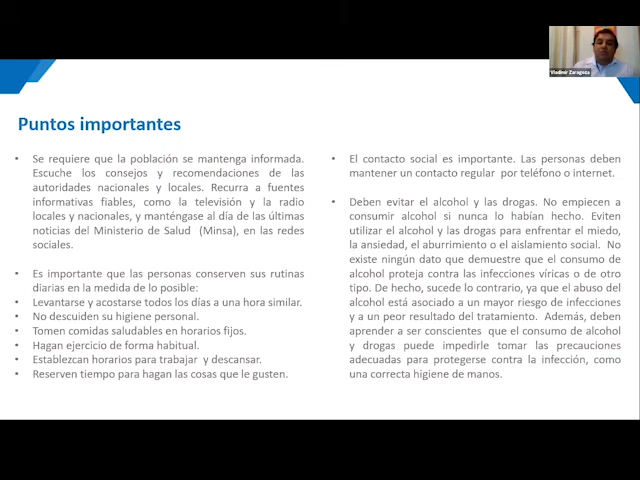 Vladmir Zaragoza
Puntos importantes
• Se requiere que la población se mantenga informada.
Escuche los consejos y recomendaciones de las
autoridades nacionales y locales. Recurra a fuentes
informativas fiables, como la televisión y la radio
locales y nacionales, y manténgase al día de las últimas
noticias del Ministerio de Salud (Minsa), en las redes
sociales.
• Es importante que las personas conserven sus rutinas
diarias en la medida de lo posible:
• Levantarse y acostarse todos los días a una hora similar.
• No descuiden su higiene personal.
• Tomen comidas saludables en horarios fijos.
• Hagan ejercicio de forma habitual.
• Establezcan horarios para trabajar y descansar.
• Reserven tiempo para hagan las cosas que le gusten.
• El contacto social es importante. Las personas deben
mantener un contacto regular por teléfono o internet.
• Deben evitar el alcohol y las drogas. No empiecen a
consumir alcohol si nunca lo habían hecho. Eviten
utilizar el alcohol y las drogas para enfrentar el miedo,
la ansiedad, el aburrimiento o el aislamiento social. No
existe ningún dato que demuestre que el consumo de
alcohol proteja contra las infecciones víricas o de otro
tipo. De hecho, sucede lo contrario, ya que el abuso del
alcohol está asociado a un mayor riesgo de infecciones
y a un peor resultado del tratamiento. Además, deben
aprender a ser conscientes que el consumo de alcohol
y drogas puede impedirle tomar las precauciones
adecuadas para protegerse contra la infección, como
una correcta higiene de manos.